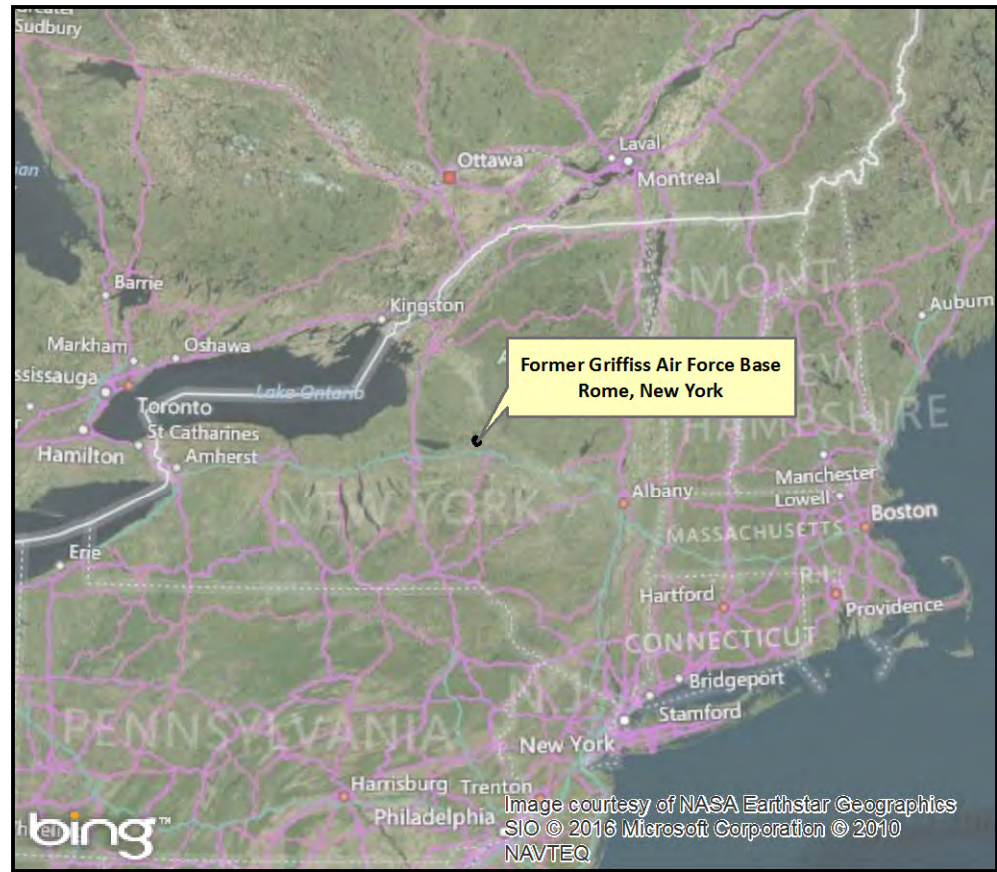 Greater
Sudbury
Ottawa
Laval
Montreal
MA
Barrie
VERMONT
Kingston
Auburn
Markham
Oshawa
ssissauga
Former Griffiss Air Force Base
Rome, New York
A
NEW
HAMPSHIRE
Lake Ontario
Toronto
St Catharines
Hamilton
Amherst
Manchester
Lowell
NEW YORK
Albany
Boston
MASSACHUSETTS
Erie
R.I.
Hartford
Providence
CONNECTICUT
Bridgeport
N.J.
Stamford
PENNSYLVANIA
New York
Harrisburg
Trenton
Philadelphia
bing™
Image courtesy of NASA Earthstar Geographics
SIO © 2016 Microsoft Corporation © 2010
NAVTEQ